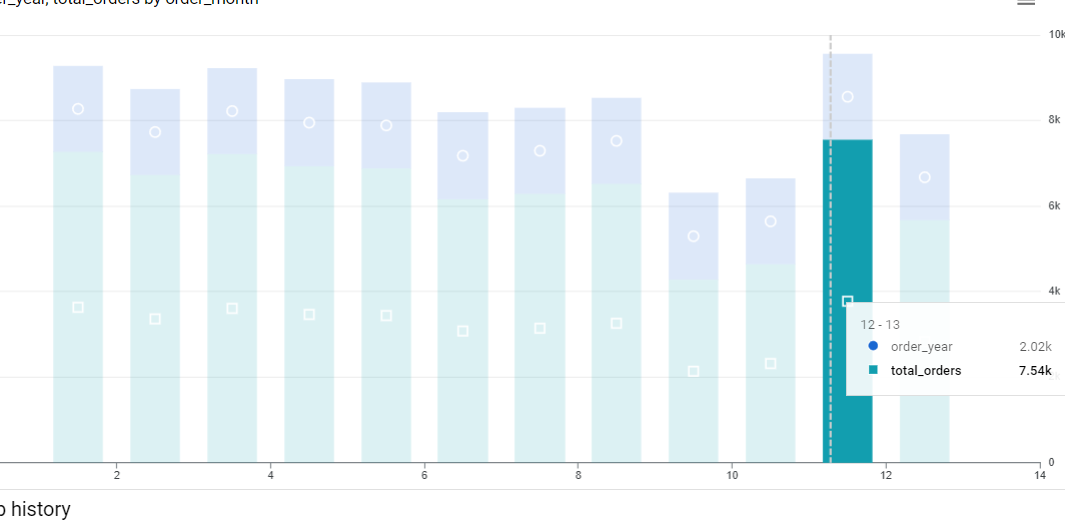 total_orders by order_month
10k
8k
6k
4k
12 - 13
order_year 2.02k
total_orders 7.54k
0
2 4 6 8 10 12 14
history